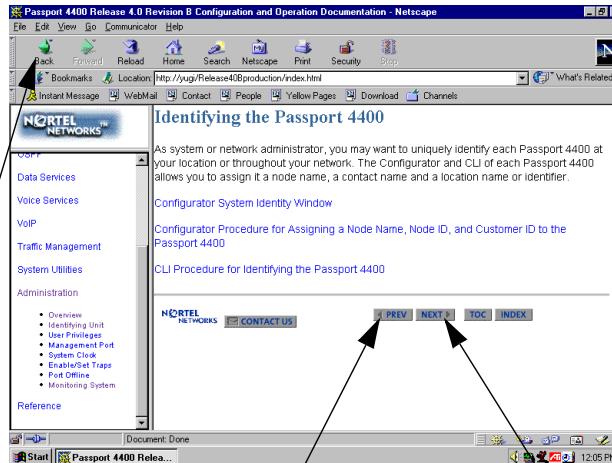 Passport 4400 Release 4.0 Revision B Configuration and Operation Documentation - Netscape
File Edit View Go Communicator Help
Back Forward Reload Home Search Netscape Print Security Stop
Bookmarks Location: http://yugi/Release40Bproduction/index.html What's Related
Instant Message WebMail Contact People Yellow Pages Download Channels
NORTEL
NETWORKS™
OSPF
Data Services
Voice Services
VoIP
Traffic Management
System Utilities
Administration
• Overview
• Identifying Unit
• User Privileges
• Management Port
• System Clock
• Enable/Set Traps
• Port Offline
• Monitoring System
Reference
Identifying the Passport 4400
As system or network administrator, you may want to uniquely identify each Passport 4400 at
your location or throughout your network. The Configurator and CLI of each Passport 4400
allows you to assign it a node name, a contact name and a location name or identifier.
Configurator System Identity Window
Configurator Procedure for Assigning a Node Name, Node ID, and Customer ID to the
Passport 4400
CLI Procedure for Identifying the Passport 4400
NORTEL
NETWORKS CONTACT US PREV NEXT TOC INDEX
Document: Done
Start Passport 4400 Relea... 12:05 PM